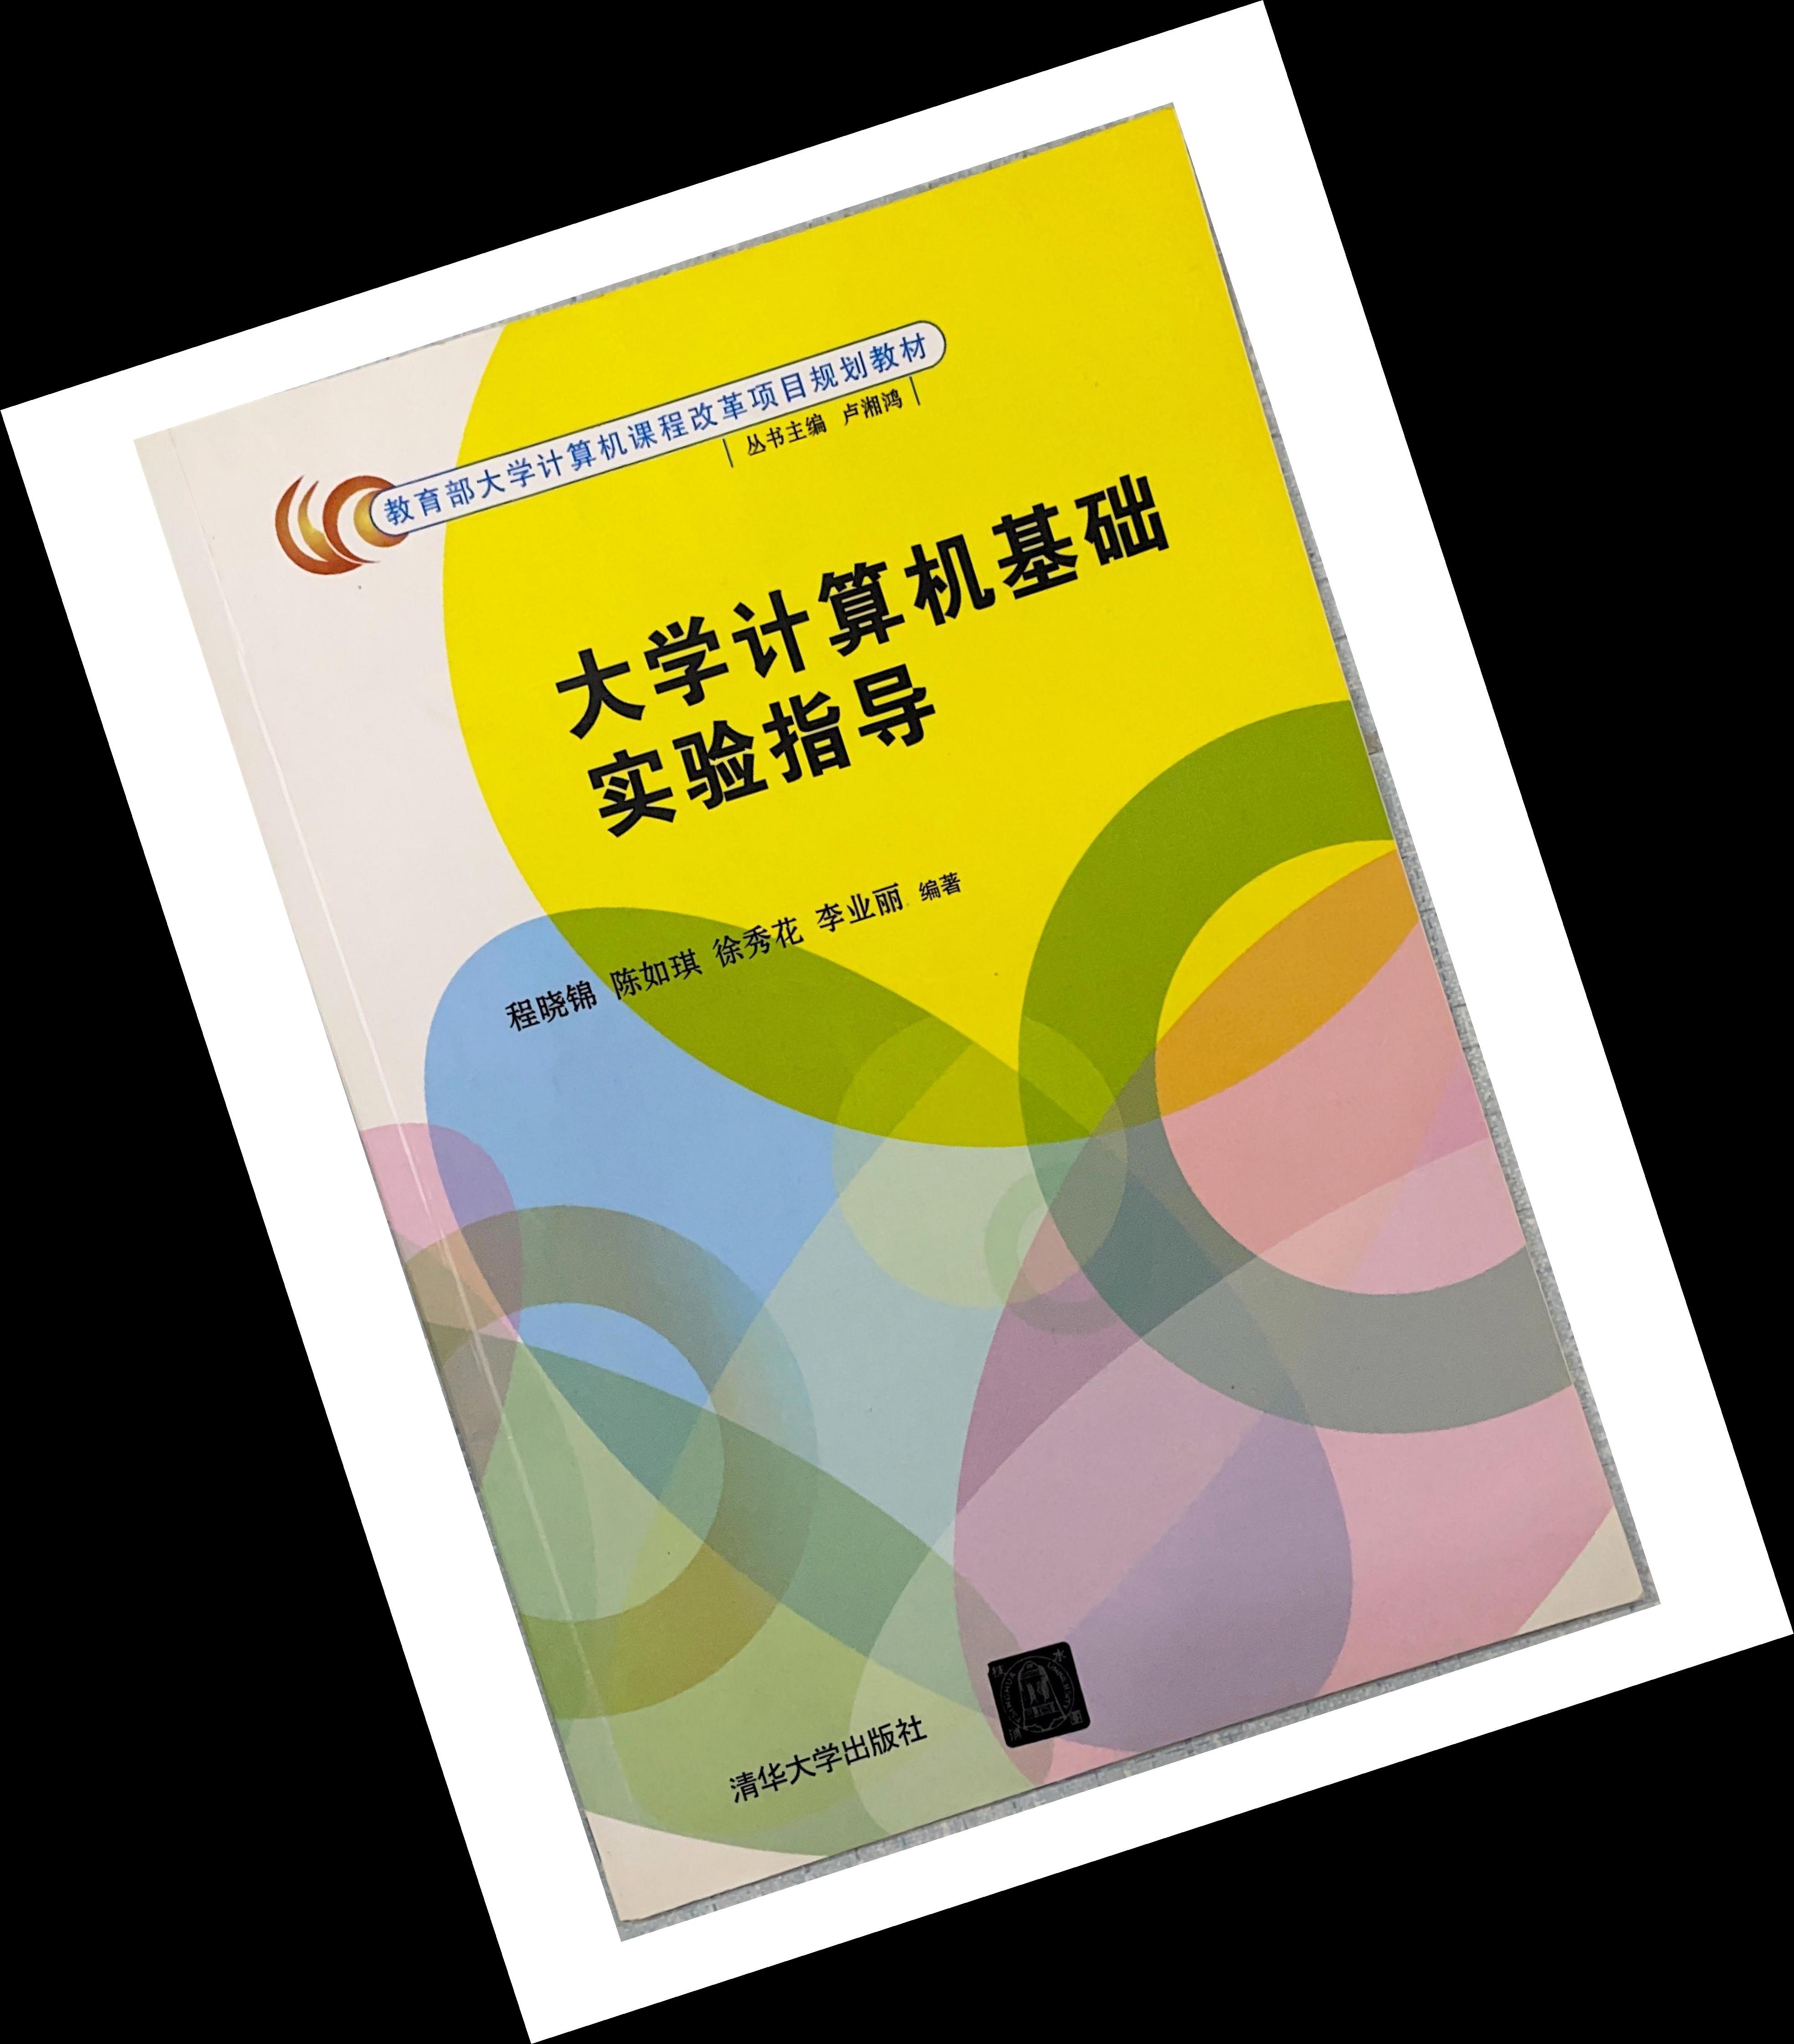 教育部大学计算机课程改革项目规划教材
丛书主编 卢湘鸿
大学计算机基础
实验指导
程晓锦 陈如琪 徐秀花 李业丽 编著
清华大学出版社